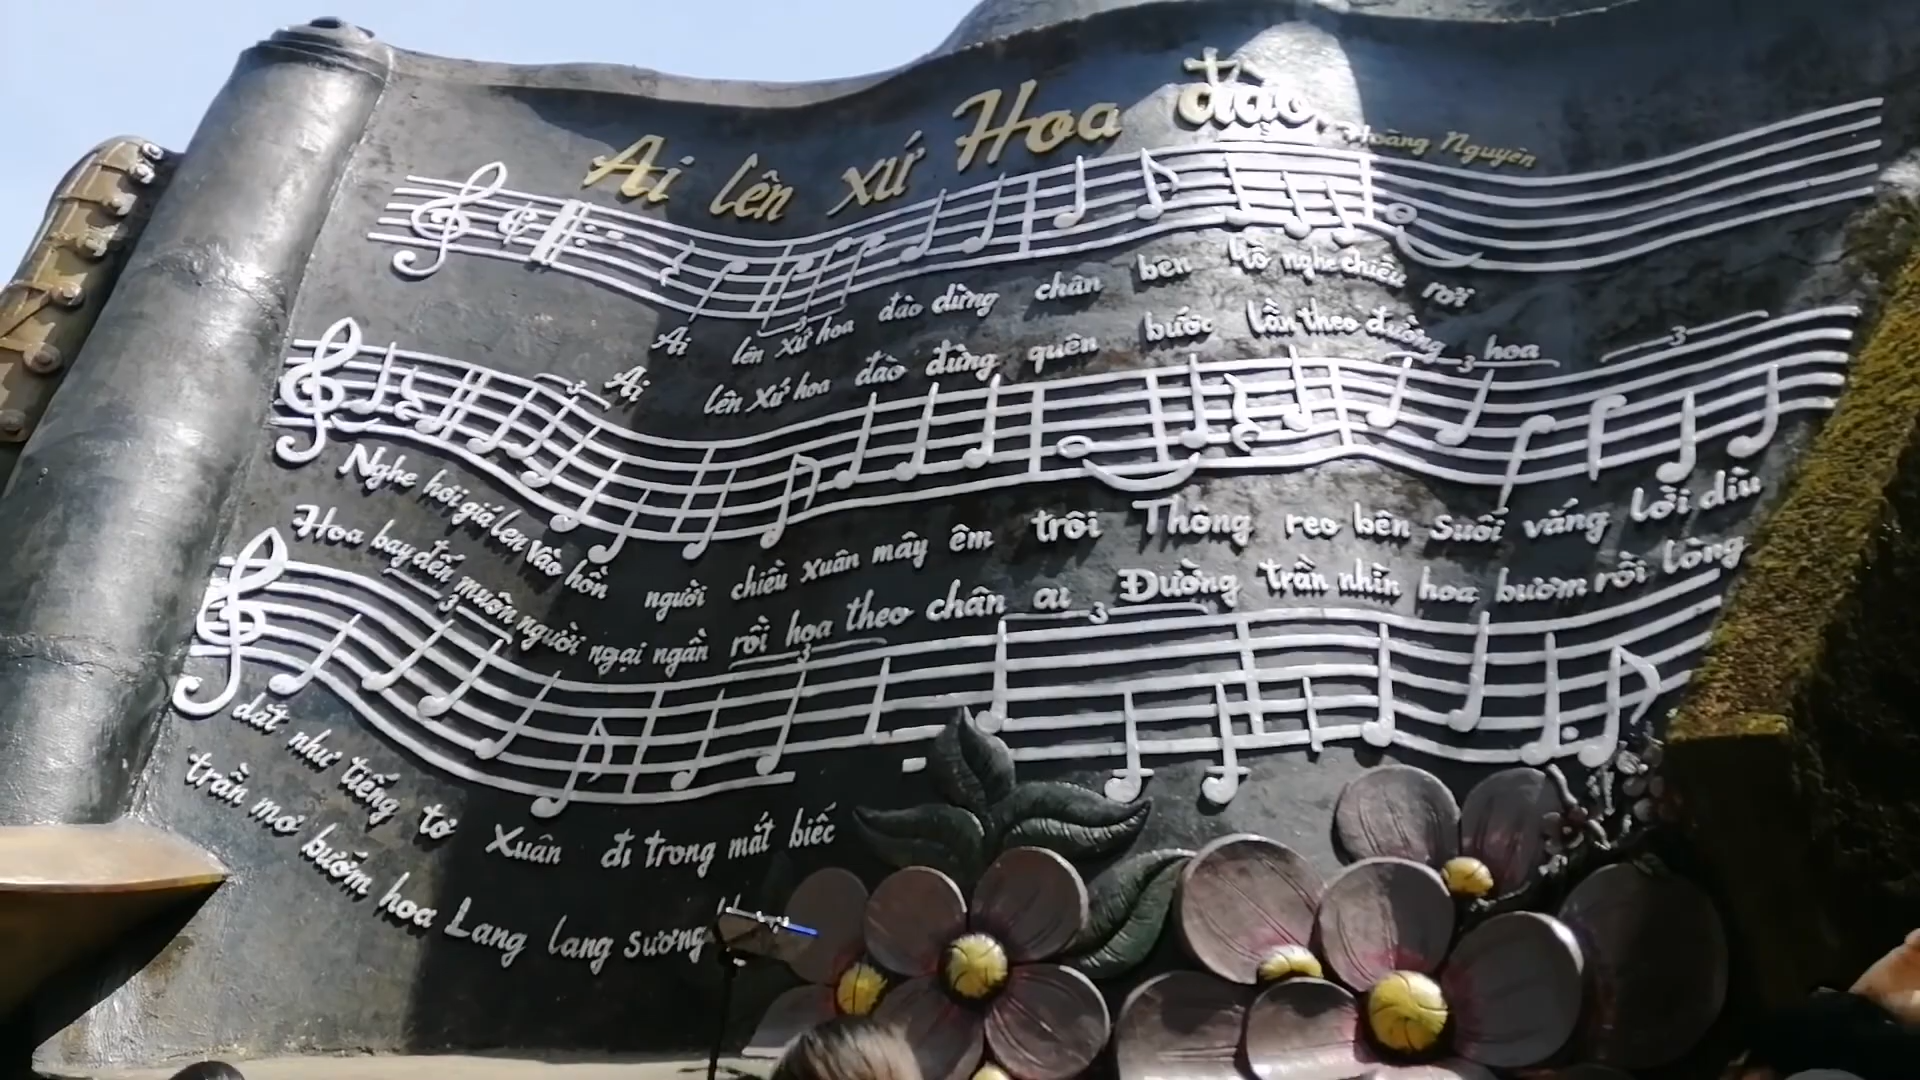 Ai lên xứ Hoa đào
Hoàng Nguyên
Ai lên xứ hoa đào dừng chân bên hồ nghe chiều rơi
Ai lên Xứ hoa đào đừng quên bước lần theo đường hoa
Nghe hơi giá len vào hồn người chiều xuân mây êm trôi Thông reo bên Suối vắng lời dìu
Hoa bay đến muôn người ngại ngần rồi hoa theo chân ai Đường trần nhìn hoa bướm rồi lòng
dắt như tiếng tơ Xuân đi trong mắt biếc
trần mơ bướm hoa Lang lang sương